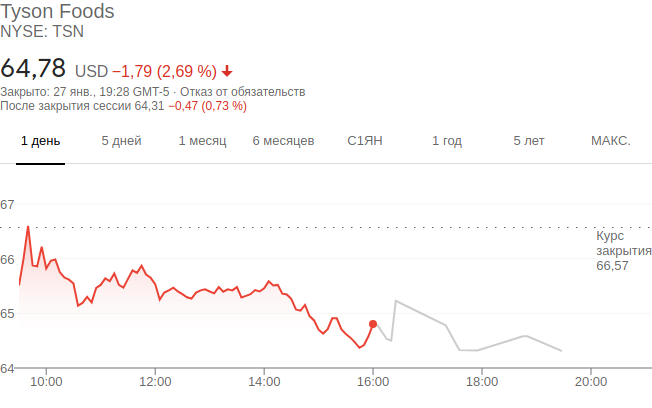 Tyson Foods
NYSE: TSN
64,78 USD −1,79 (2,69 %)
Закрыто: 27 янв., 19:28 GMT-5 · Отказ от обязательств
После закрытия сессии 64,31 −0,47 (0,73 %)
1 день 5 дней 1 месяц 6 месяцев С1ЯН 1 год 5 лет МАКС.
67
Курс
закрытия
66
66,57
65
64
10:00 12:00 14:00 16:00 18:00 20:00